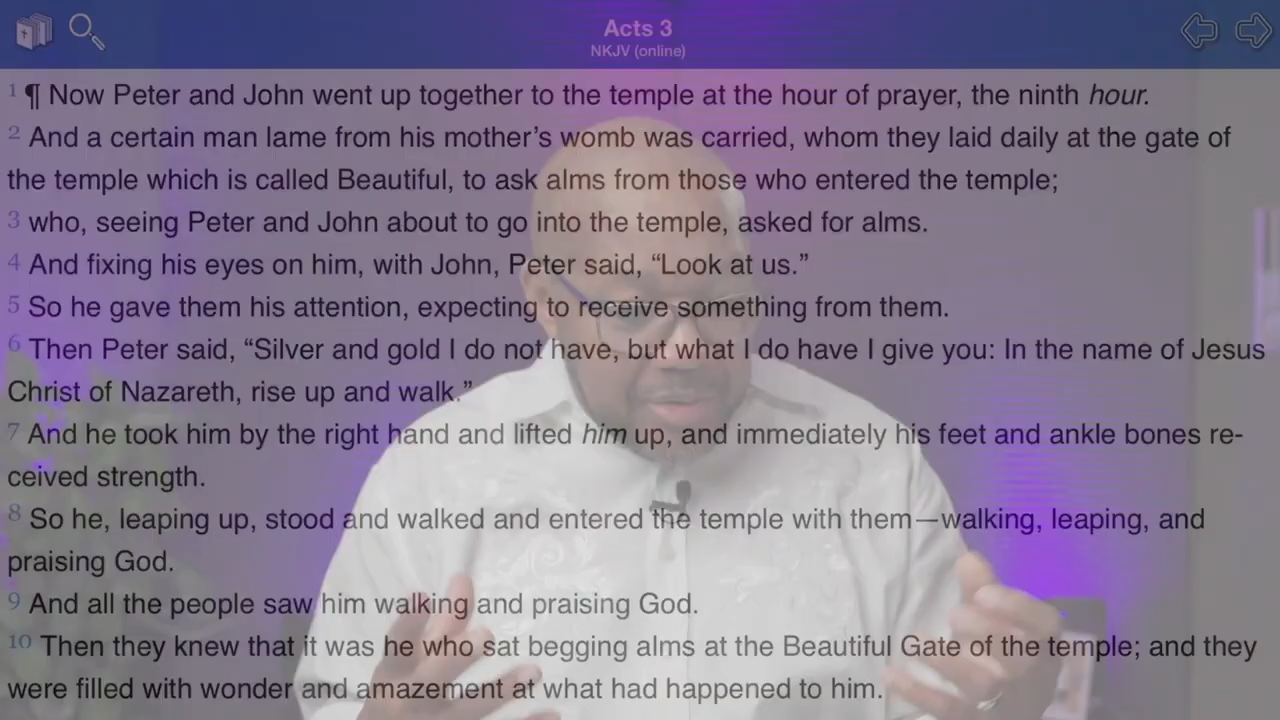 Acts 3
NKJV (online)
1 ¶ Now Peter and John went up together to the temple at the hour of prayer, the ninth hour.
2 And a certain man lame from his mother’s womb was carried, whom they laid daily at the gate of
the temple which is called Beautiful, to ask alms from those who entered the temple;
3 who, seeing Peter and John about to go into the temple, asked for alms.
4 And fixing his eyes on him, with John, Peter said, “Look at us.”
5 So he gave them his attention, expecting to receive something from them.
6 Then Peter said, “Silver and gold I do not have, but what I do have I give you: In the name of Jesus
Christ of Nazareth, rise up and walk.”
7 And he took him by the right hand and lifted him up, and immediately his feet and ankle bones re-
ceived strength.
8 So he, leaping up, stood and walked and entered the temple with them—walking, leaping, and
praising God.
9 And all the people saw him walking and praising God.
10 Then they knew that it was he who sat begging alms at the Beautiful Gate of the temple; and they
were filled with wonder and amazement at what had happened to him.